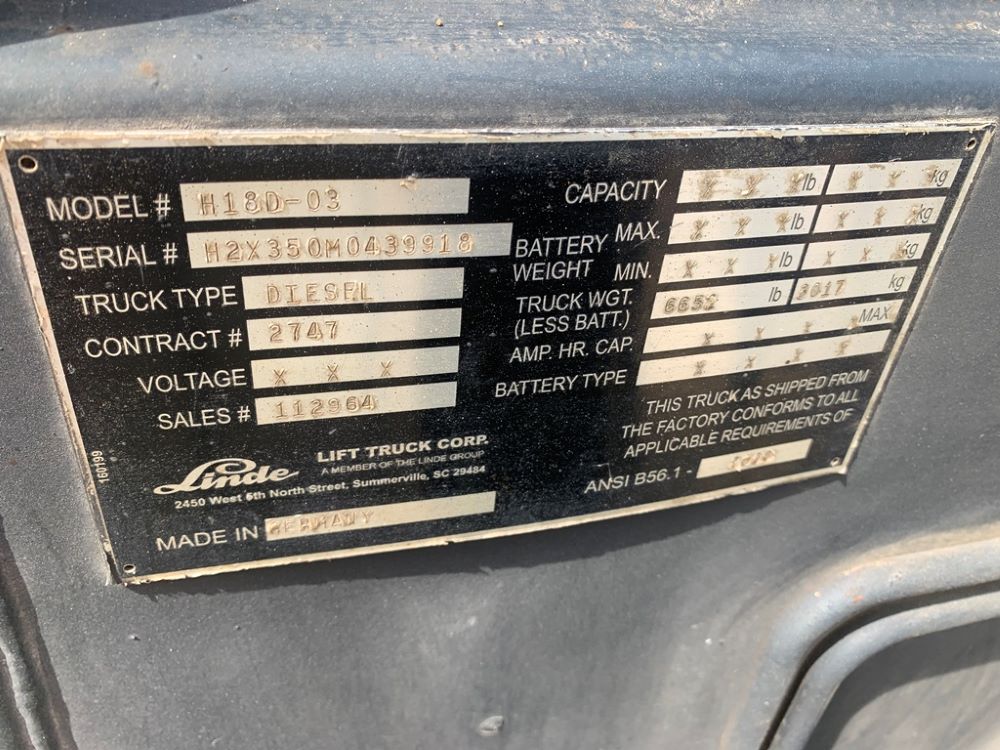 MODEL # H18D-03
SERIAL # H2X350M0439918
TRUCK TYPE DIESEL
CONTRACT # 2747
VOLTAGE X X X
SALES # 112964
CAPACITY X X X lb X X X kg
BATTERY WEIGHT MAX. X X X lb X X X kg
MIN. X X X lb X X X kg
TRUCK WGT. (LESS BATT.) lb 3017 kg
AMP. HR. CAP. X X X X MAX
BATTERY TYPE X X X X
THIS TRUCK AS SHIPPED FROM
THE FACTORY CONFORMS TO ALL
APPLICABLE REQUIREMENTS OF
ANSI B56.1 -
160199
Linde LIFT TRUCK CORP.
A MEMBER OF THE LINDE GROUP
2450 West 5th North Street, Summerville, SC 29484
MADE IN GERMANY